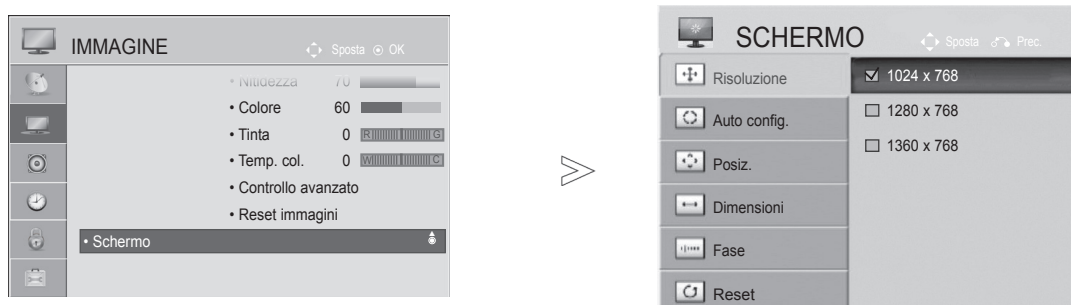 IMMAGINE
Sposta OK
• Nitidezza 70
• Colore 60
• Tinta 0 R G
• Temp. col. 0 W C
• Controllo avanzato
• Reset immagini
• Schermo
SCHERMO
Sposta Prec.
Risoluzione
1024 x 768
Auto config.
1280 x 768
1360 x 768
Posiz.
Dimensioni
Fase
Reset